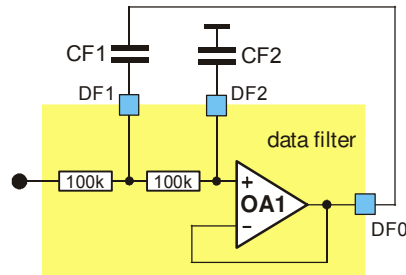 CF1
CF2
DF1
DF2
data filter
100k
100k
+
OA1
−
DF0